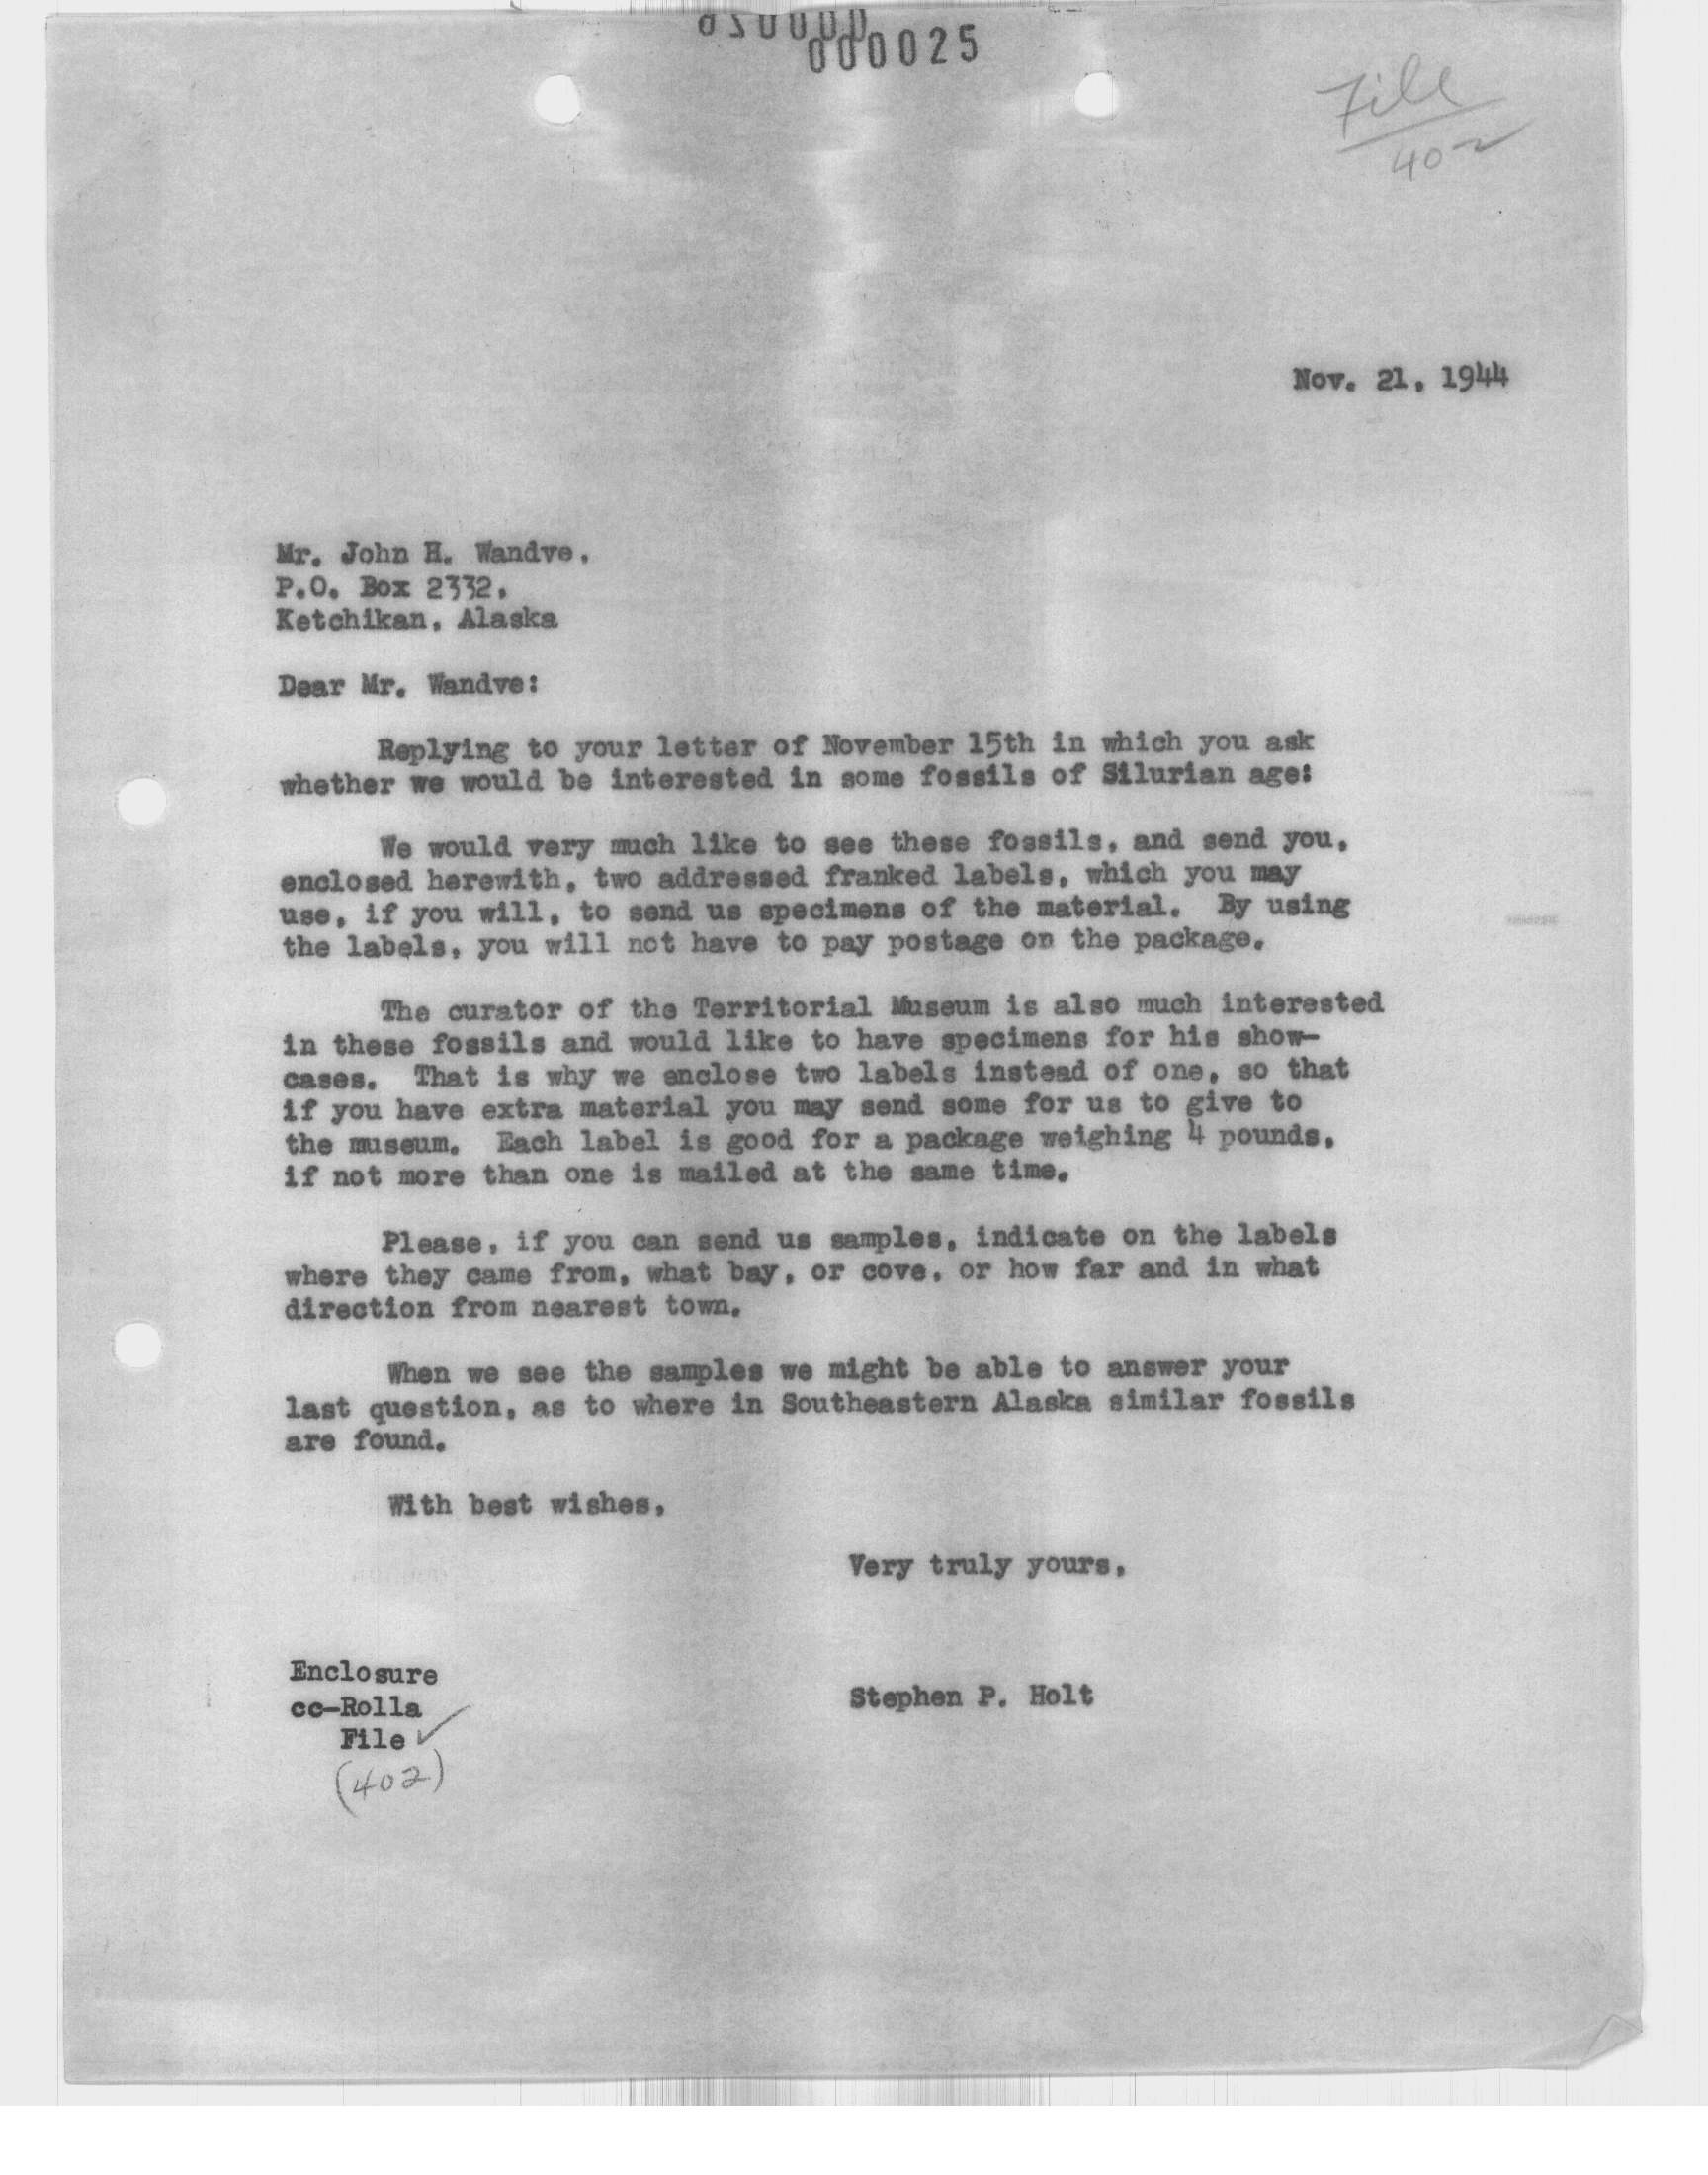 000025
File
402
Nov. 21, 1944
Mr. John H. Wandve,
P.O. Box 2332,
Ketchikan, Alaska
Dear Mr. Wandve:
Replying to your letter of November 15th in which you ask
whether we would be interested in some fossils of Silurian age:
We would very much like to see these fossils, and send you,
enclosed herewith, two addressed franked labels, which you may
use, if you will, to send us specimens of the material. By using
the labels, you will not have to pay postage on the package.
The curator of the Territorial Museum is also much interested
in these fossils and would like to have specimens for his show-
cases. That is why we enclose two labels instead of one, so that
if you have extra material you may send some for us to give to
the museum. Each label is good for a package weighing 4 pounds,
if not more than one is mailed at the same time.
Please, if you can send us samples, indicate on the labels
where they came from, what bay, or cove, or how far and in what
direction from nearest town.
When we see the samples we might be able to answer your
last question, as to where in Southeastern Alaska similar fossils
are found.
With best wishes,
Very truly yours,
Enclosure
cc-Rolla
Stephen P. Holt
File ✓
(402)